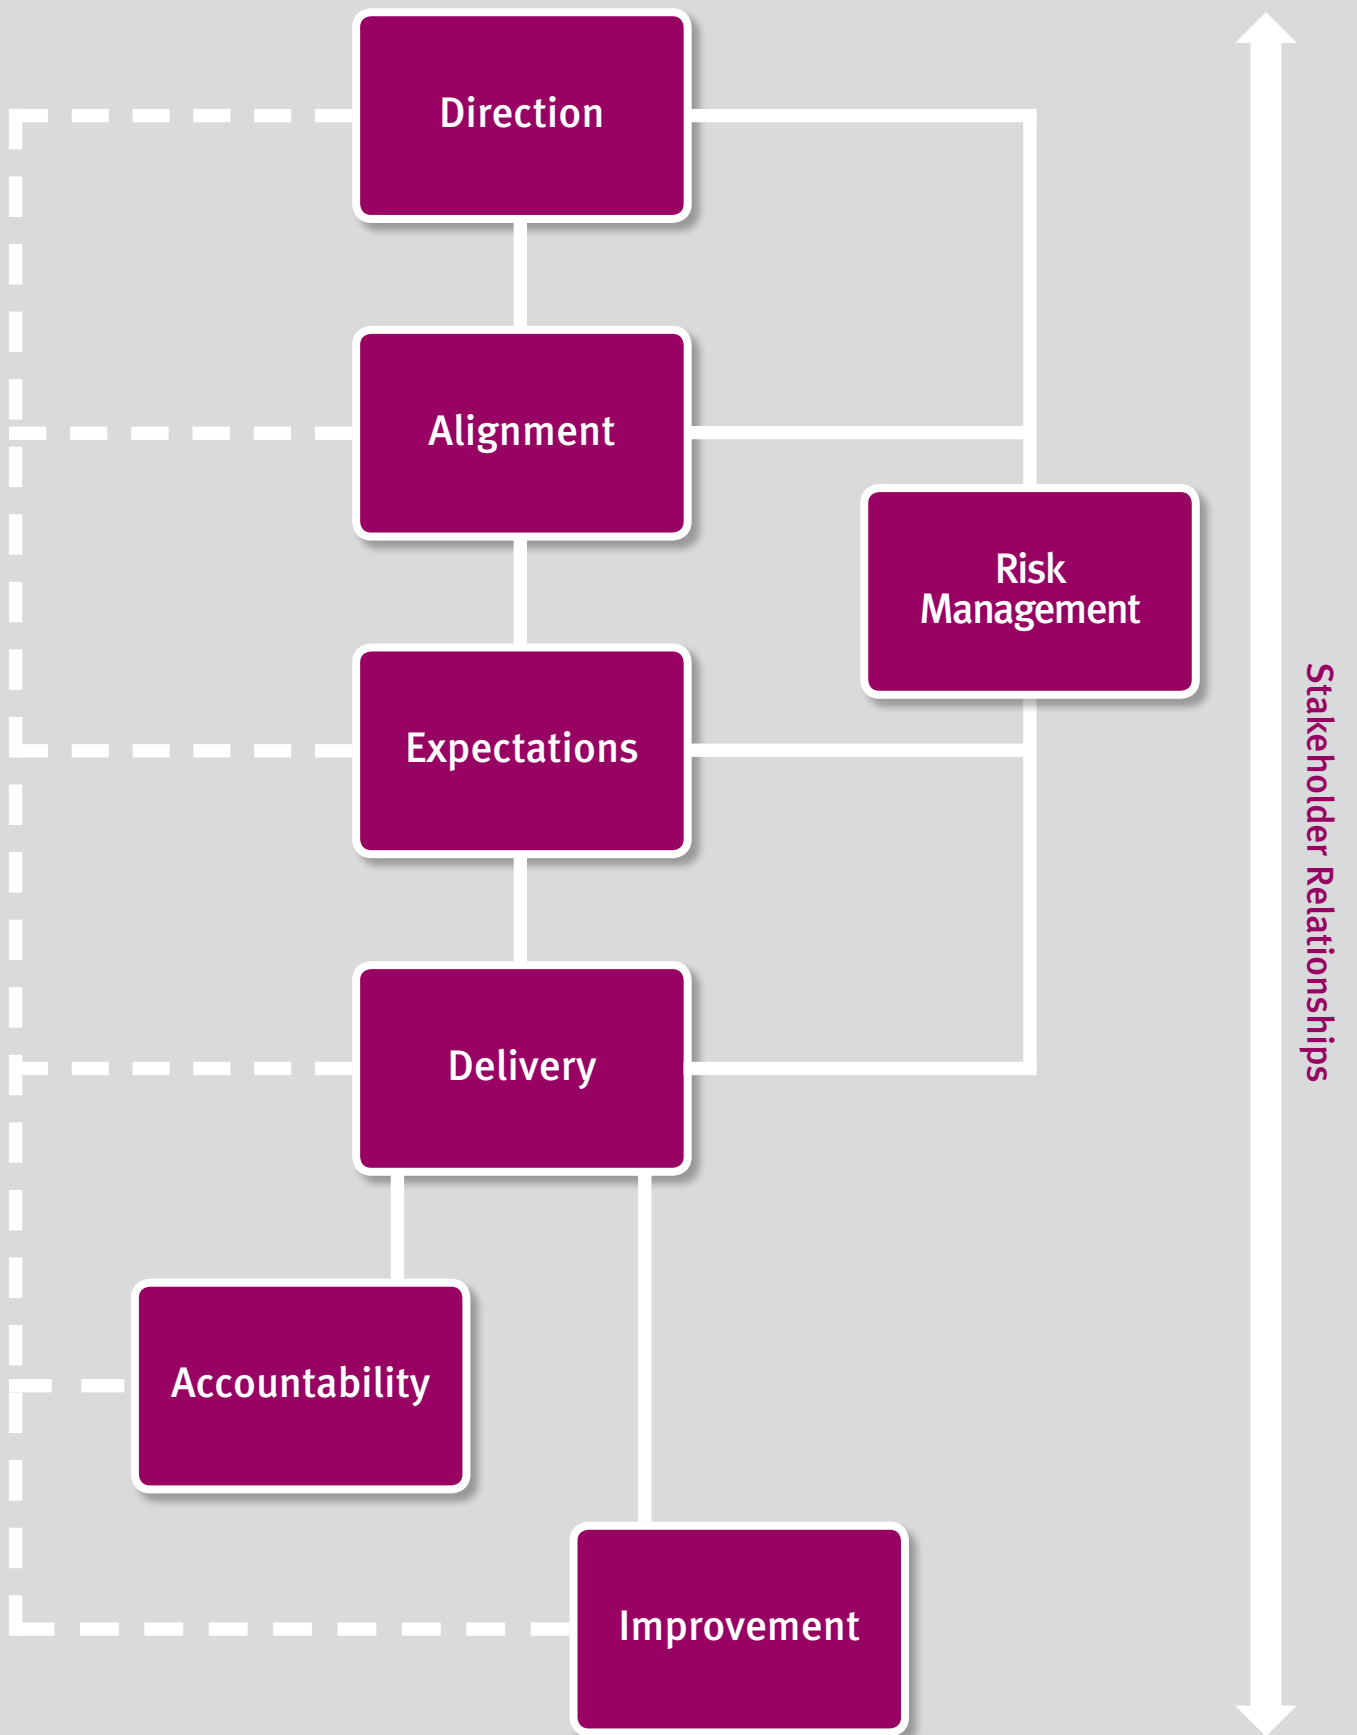 Direction
Alignment
Risk
Management
Expectations
Stakeholder Relationships
Delivery
Accountability
Improvement